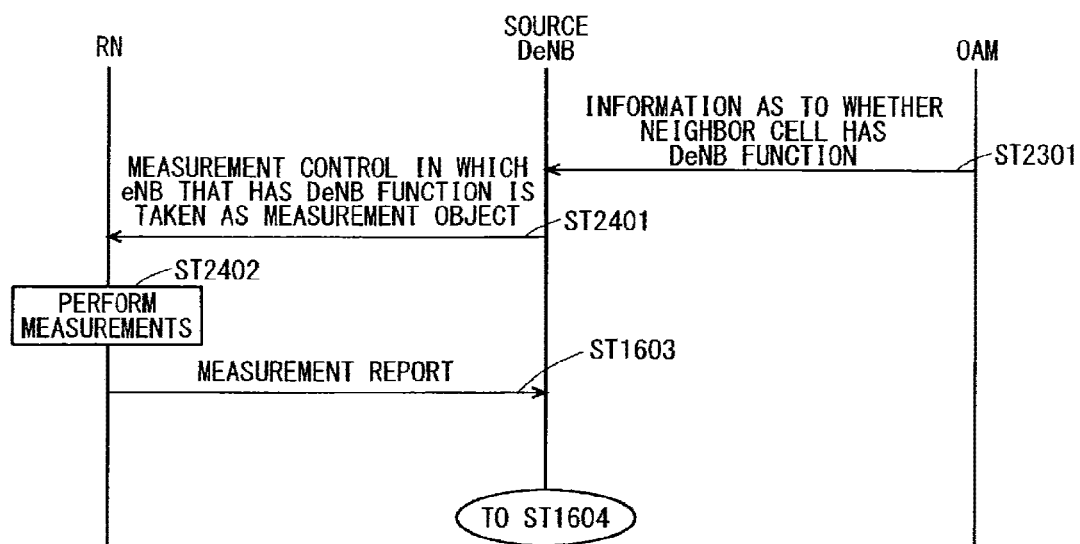 RN
SOURCE
DeNB
OAM
INFORMATION AS TO WHETHER
NEIGHBOR CELL HAS
DeNB FUNCTION
ST2301
MEASUREMENT CONTROL IN WHICH
eNB THAT HAS DeNB FUNCTION IS
TAKEN AS MEASUREMENT OBJECT
ST2401
ST2402
PERFORM
MEASUREMENTS
ST1603
MEASUREMENT REPORT
TO ST1604